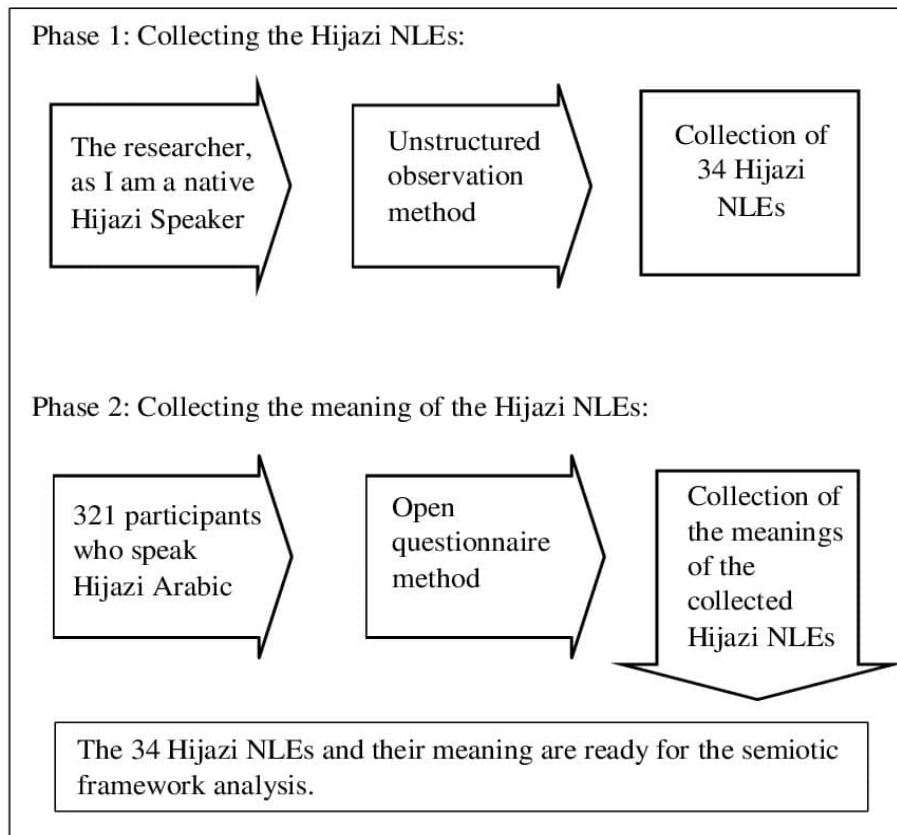 Phase 1: Collecting the Hijazi NLEs:
The researcher,
as I am a native
Hijazi Speaker
Unstructured
observation
method
Collection of
34 Hijazi
NLEs
Phase 2: Collecting the meaning of the Hijazi NLEs:
321 participants
who speak
Hijazi Arabic
Open
questionnaire
method
Collection of
the meanings
of the
collected
Hijazi NLEs
The 34 Hijazi NLEs and their meaning are ready for the semiotic
framework analysis.